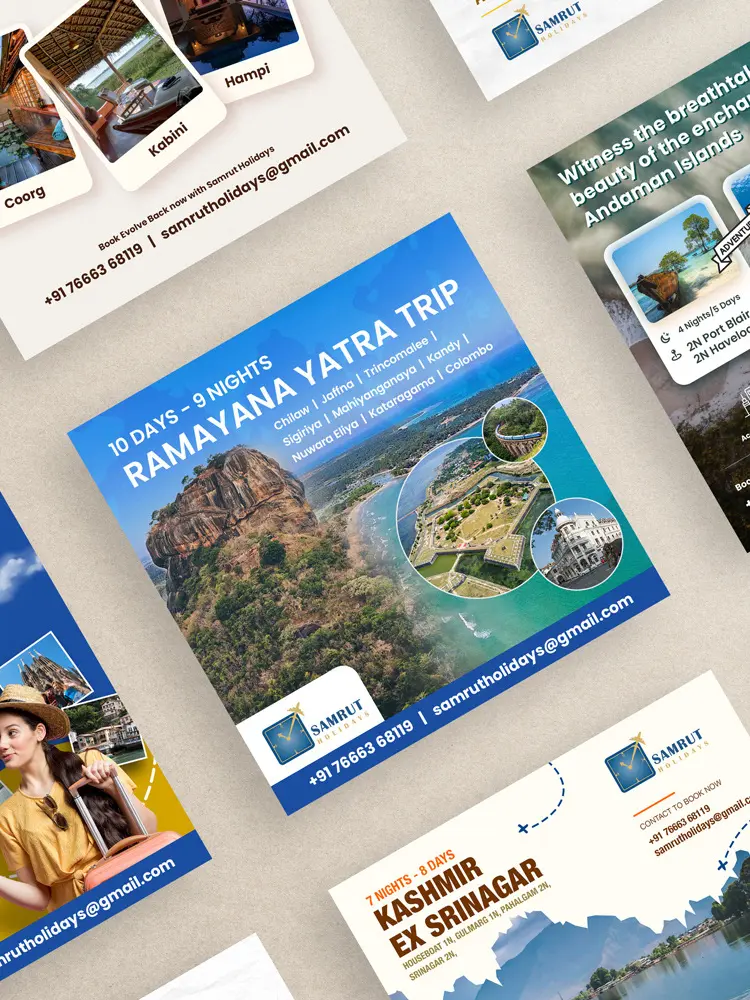 Coorg
Kabini
Hampi
Book Evolve Back now with Samrut Holidays
+91 76663 68119 | samrutholidays@gmail.com
SAMRUT
HOLIDAYS
Witness the breathtak
beauty of the enchan
Andaman Islands
ADVENTU
4 Nights/5 Days
2N Port Blair
2N Havelo
Boo
10 DAYS - 9 NIGHTS
RAMAYANA YATRA TRIP
Chilaw | Jaffna | Trincomalee |
Sigiriya | Mahiyanganaya | Kandy |
Nuwara Eliya | Kataragama | Colombo
SAMRUT
HOLIDAYS
+91 76663 68119 | samrutholidays@gmail.com
mrutholidays@gmail.com
SAMRUT
HOLIDAYS
CONTACT TO BOOK NOW
+91 76663 68119
samrutholidays@gmail.co
7 NIGHTS - 8 DAYS
KASHMIR
EX SRINAGAR
HOUSEBOAT 1N, GULMARG 1N, PAHALGAM 2N,
SRINAGAR 2N,